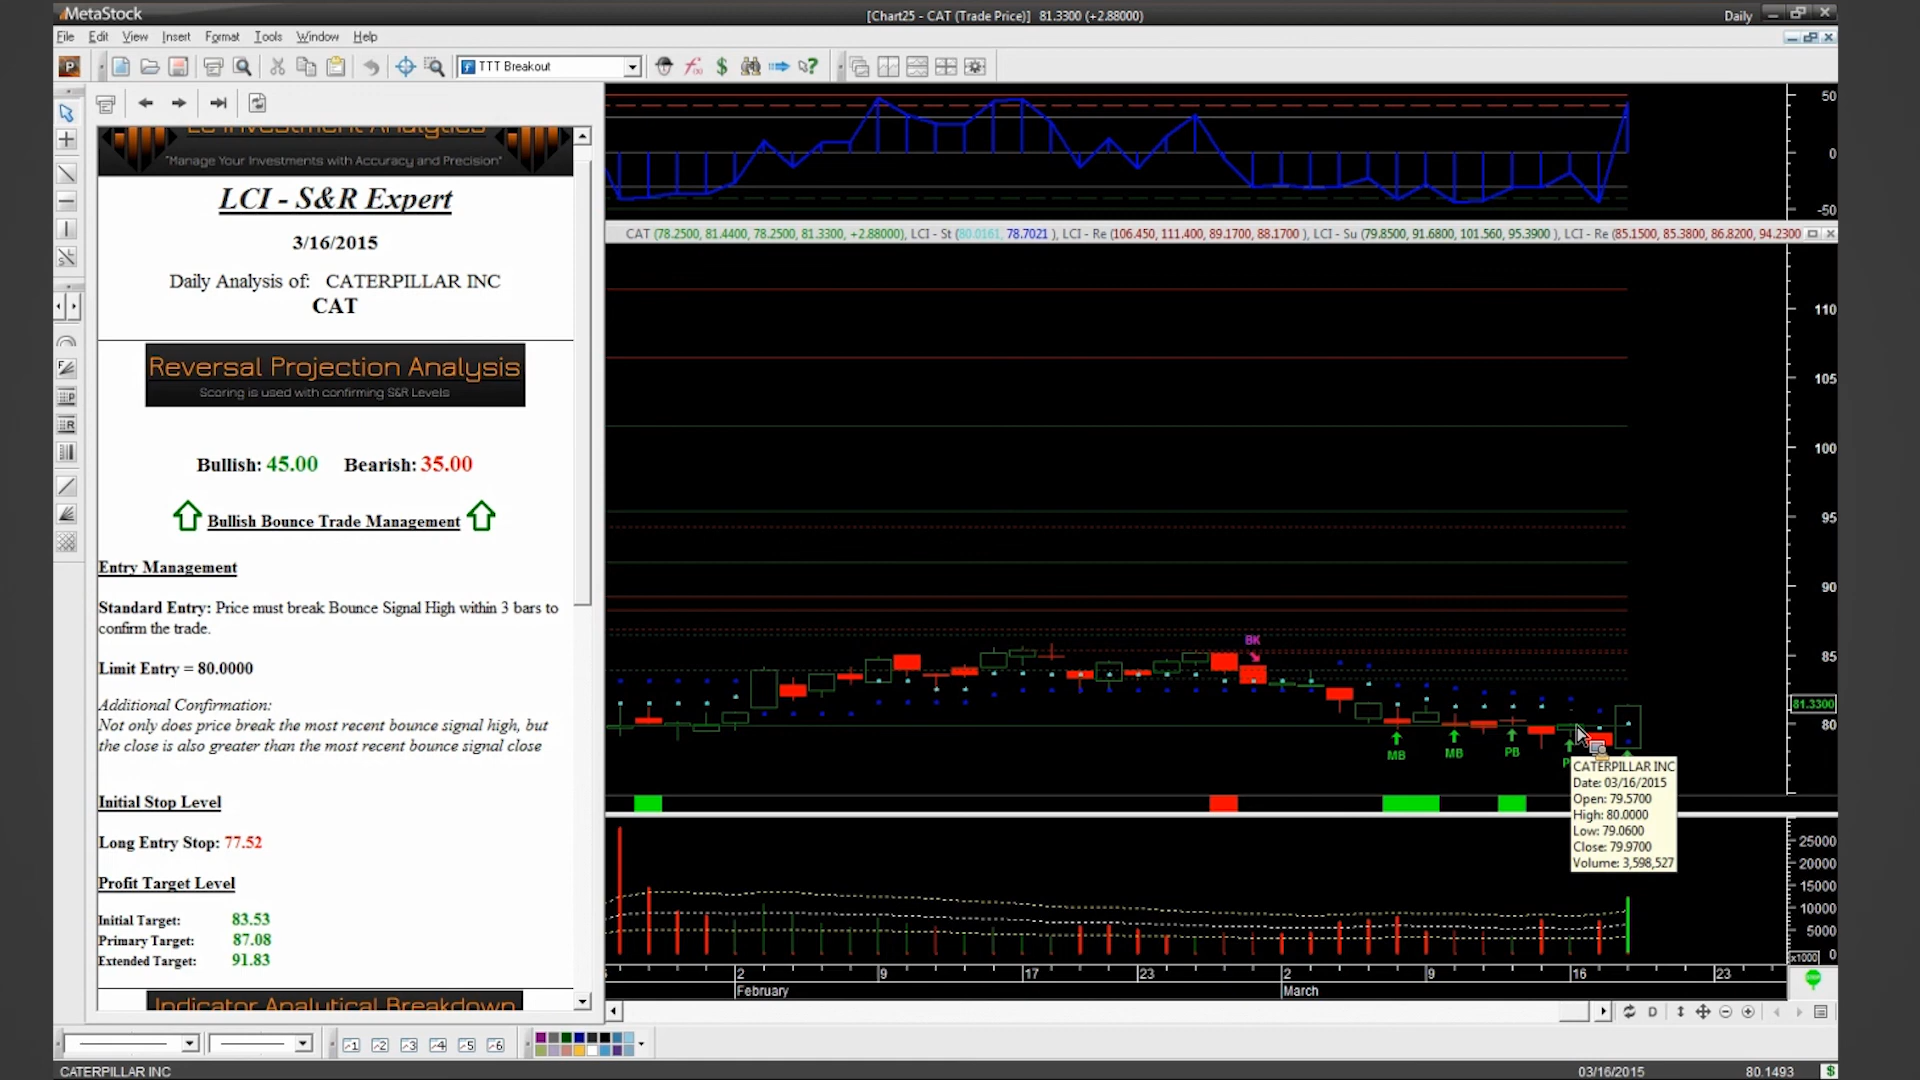 MetaStock
[Chart25 - CAT (Trade Price)] 81.3300 (+2.88000)
Daily
File Edit View Insert Format Tools Window Help
TTT Breakout
"Manage Your Investments with Accuracy and Precision"
LCI - S&R Expert
3/16/2015
Daily Analysis of: CATERPILLAR INC
CAT
Reversal Projection Analysis
Scoring is used with confirming S&R Levels
Bullish: 45.00 Bearish: 35.00
Bullish Bounce Trade Management
Entry Management
Standard Entry: Price must break Bounce Signal High within 3 bars to
confirm the trade.
Limit Entry = 80.0000
Additional Confirmation:
Not only does price break the most recent bounce signal high, but
the close is also greater than the most recent bounce signal close
Initial Stop Level
Long Entry Stop: 77.52
Profit Target Level
Initial Target: 83.53
Primary Target: 87.08
Extended Target: 91.83
Indicator Analytical Breakdown
50
0
-50
CAT (78.2500, 81.4400, 78.2500, 81.3300, +2.88000), LCI - St (80.0161, 78.7021 ), LCI - Re (106.450, 111.400, 89.1700, 88.1700 ), LCI - Su (79.8500, 91.6800, 101.560, 95.3900 ), LCI - Re (85.1500, 85.3800, 86.8200, 94.2300
110
105
100
95
90
85
81.3300
80
BK
MB
MB
PB
CATERPILLAR INC
Date: 03/16/2015
Open: 79.5700
High: 80.0000
Low: 79.0600
Close: 79.9700
Volume: 3,598,527
25000
20000
15000
10000
5000
0
x1000
2 9 17 23 2 9 16 23
February March
D
1 2 3 4 5 6
CATERPILLAR INC
03/16/2015 80.1493